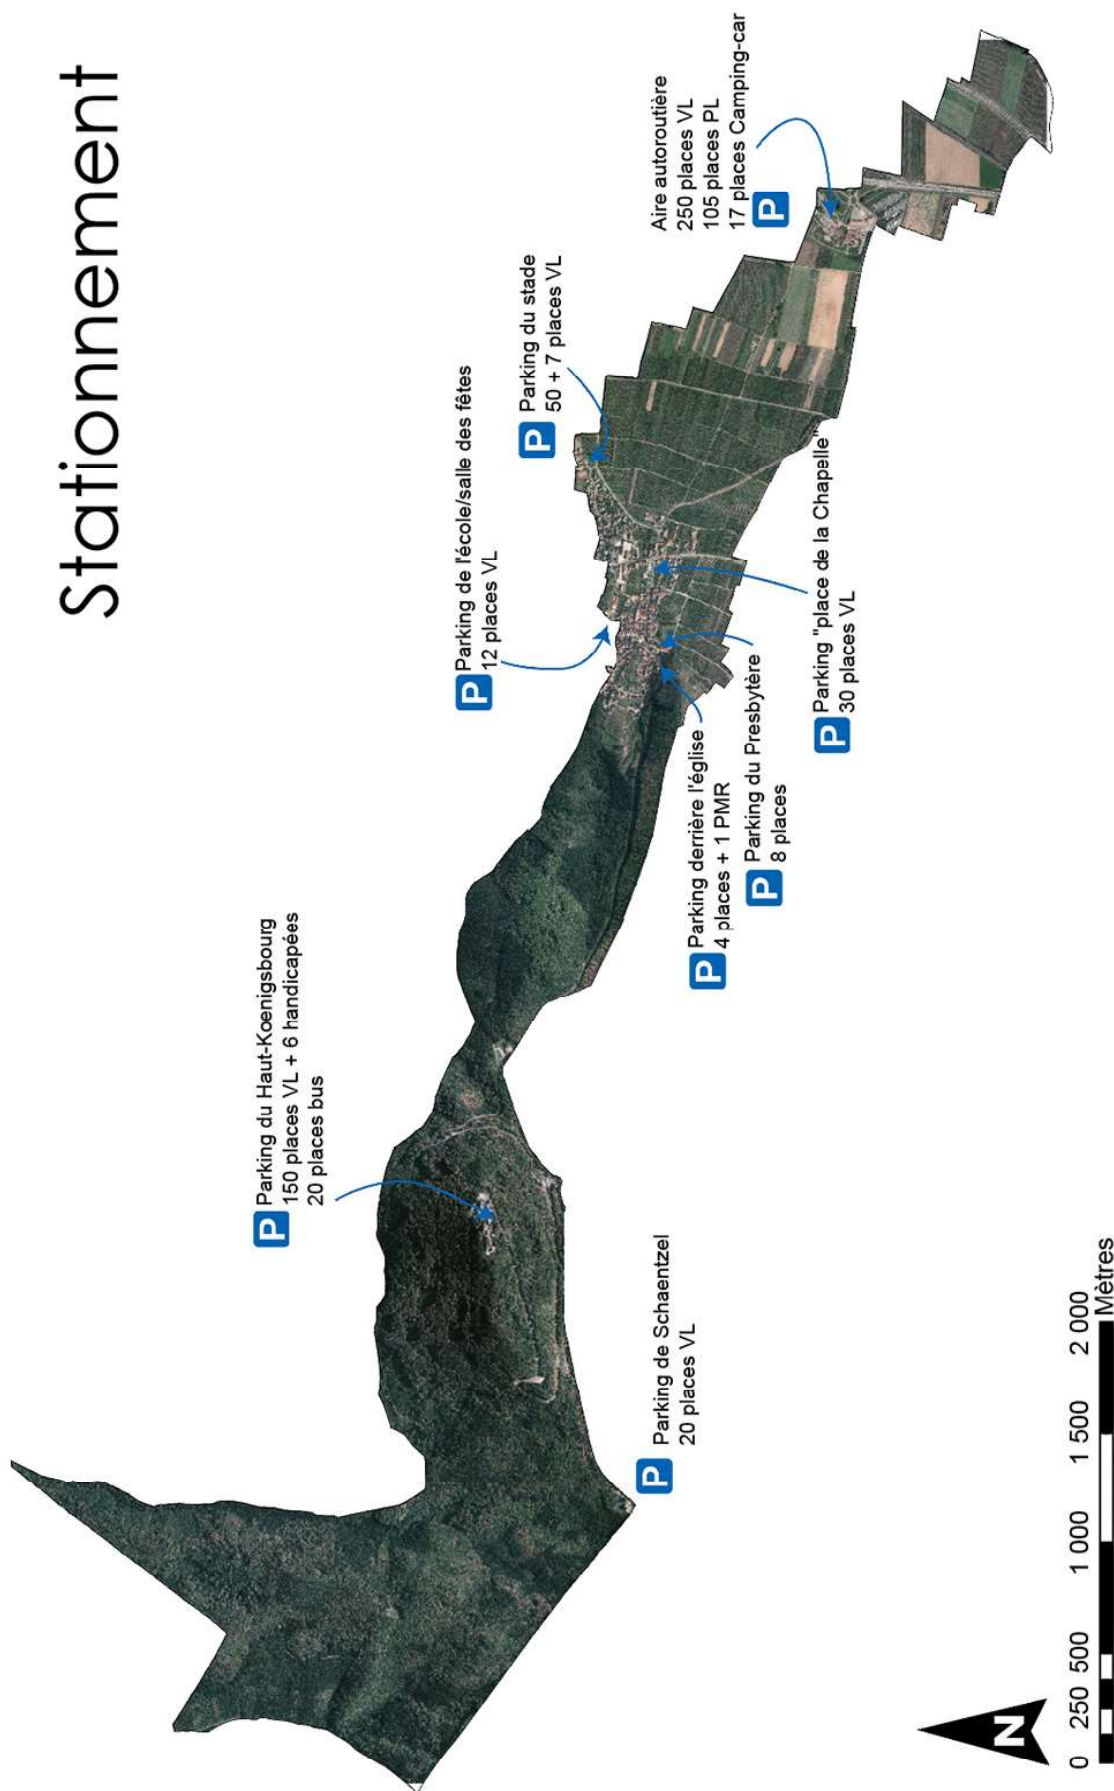 Stationnement
P
Aire autoroutière
250 places VL
105 places PL
17 places Camping-car
P
Parking du stade
50 + 7 places VL
P
Parking de l'école/salle des fêtes
12 places VL
P
Parking du Haut-Koenigsbourg
150 places VL + 6 handicapées
20 places bus
P
Parking de Schaentzel
20 places VL
P
Parking derrière l'église
4 places + 1 PMR
P
Parking du Presbytère
8 places
P
Parking "place de la Chapelle"
30 places VL
N
0 250 500 1 000 1 500 2 000
Mètres